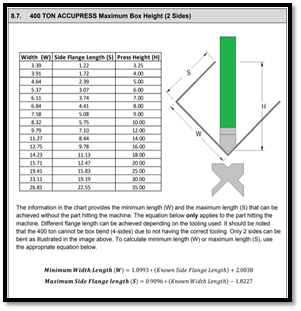 8.7. 400 TON ACCUPRESS Maximum Box Height (2 Sides)
Width (W) Side Flange Length (S) Press Height (H)
3.39 1.22 3.25
3.91 1.72 4.00
4.64 2.39 5.00
5.37 3.07 6.00
6.11 3.74 7.00
6.84 4.41 8.00
7.58 5.08 9.00
8.32 5.75 10.00
9.79 7.10 12.00
11.27 8.44 14.00
12.75 9.78 16.00
14.23 11.13 18.00
15.71 12.47 20.00
19.41 15.83 25.00
23.11 19.19 30.00
26.81 22.55 35.00
S
H
W
The information in the chart provides the minimum length (W) and the maximum length (S) that can be
achieved without the part hitting the machine. The equation below only applies to the part hitting the
machine. Different flange length can be achieved depending on the tooling used. It should be noted
that the 400 ton cannot be box bend (4-sides) due to not having the correct tooling. Only 2 sides can be
bent as illustrated in the image above. To calculate minimum length (W) or maximum length (S), use
the appropriate equation below.
Minimum Width Length (W) = 1.0993 * (Known Side Flange Length) + 2.0038
Maximum Side Flange length (S) = 0.9096 * (Known Width Length) − 1.8227